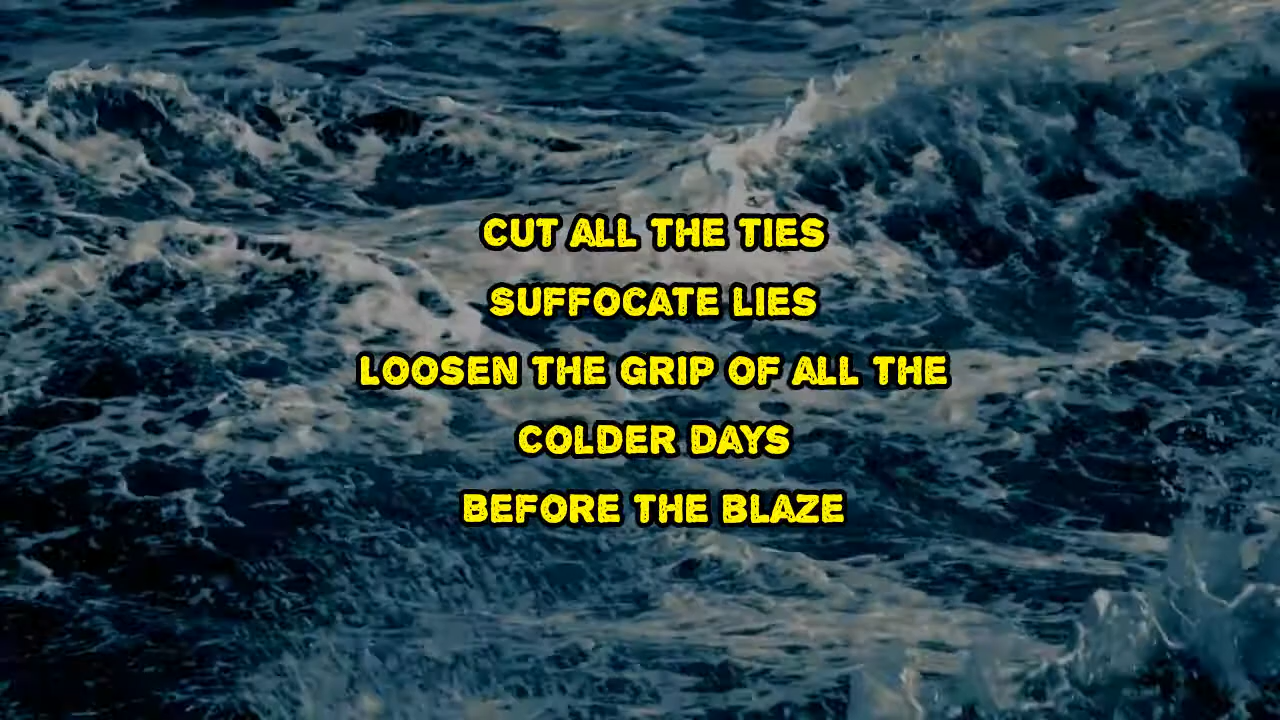 CUT ALL THE TIES
SUFFOCATE LIES
LOOSEN THE GRIP OF ALL THE
COLDER DAYS
BEFORE THE BLAZE